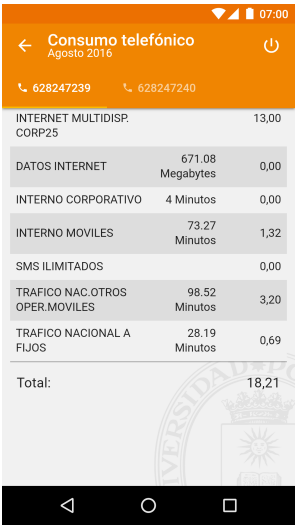 07:00
Consumo telefónico
Agosto 2016
628247239 628247240
INTERNET MULTIDISP. 13,00
CORP25
DATOS INTERNET 671.08 0,00
Megabytes
INTERNO CORPORATIVO 4 Minutos 0,00
INTERNO MOVILES 73.27 1,32
Minutos
SMS ILIMITADOS 0,00
TRAFICO NAC.OTROS 98.52 3,20
OPER.MOVILES Minutos
TRAFICO NACIONAL A 28.19 0,69
FIJOS Minutos
Total: 18,21